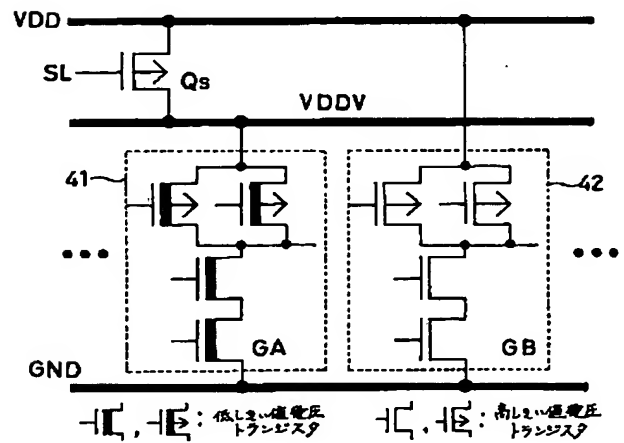 VDD
SL
Qs
VDDV
41
42
GA
GB
GND
: 低しきい値電圧
トランジスタ
: 高しきい値電圧
トランジスタ